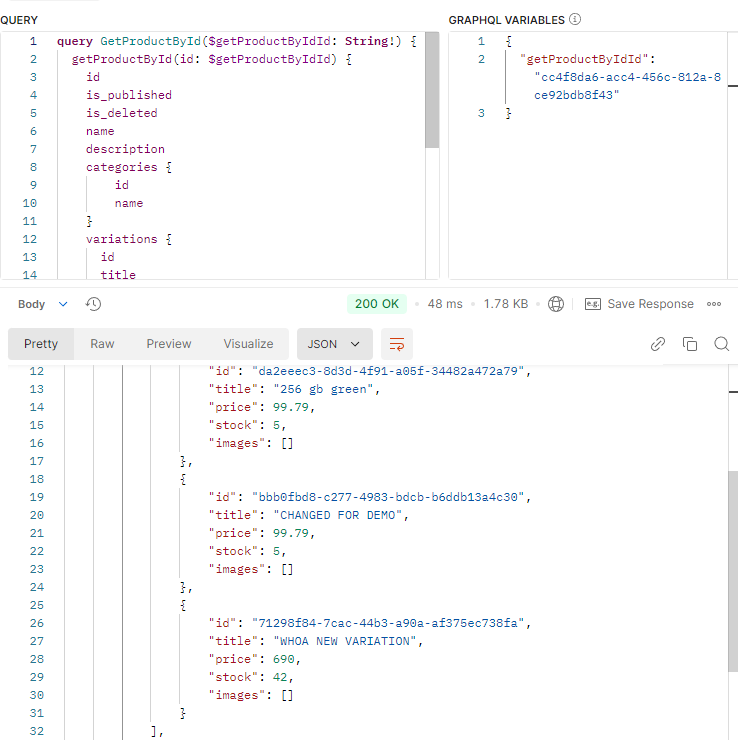 QUERY
1 query GetProductById($getProductByIdId: String!) {
2 getProductById(id: $getProductByIdId) {
3 id
4 is_published
5 is_deleted
6 name
7 description
8 categories {
9 id
10 name
11 }
12 variations {
13 id
14 title
GRAPHQL VARIABLES
1 {
2 "getProductByIdId":
"cc4f8da6-acc4-456c-812a-8
ce92bdb8f43"
3 }
Body 200 OK 48 ms 1.78 KB e.g. Save Response
Pretty Raw Preview Visualize JSON
12 "id": "da2eeec3-8d3d-4f91-a05f-34482a472a79",
13 "title": "256 gb green",
14 "price": 99.79,
15 "stock": 5,
16 "images": []
17 },
18 {
19 "id": "bbb0fbd8-c277-4983-bdcb-b6ddb13a4c30",
20 "title": "CHANGED FOR DEMO",
21 "price": 99.79,
22 "stock": 5,
23 "images": []
24 },
25 {
26 "id": "71298f84-7cac-44b3-a90a-af375ec738fa",
27 "title": "WHOA NEW VARIATION",
28 "price": 690,
29 "stock": 42,
30 "images": []
31 }
32 ],